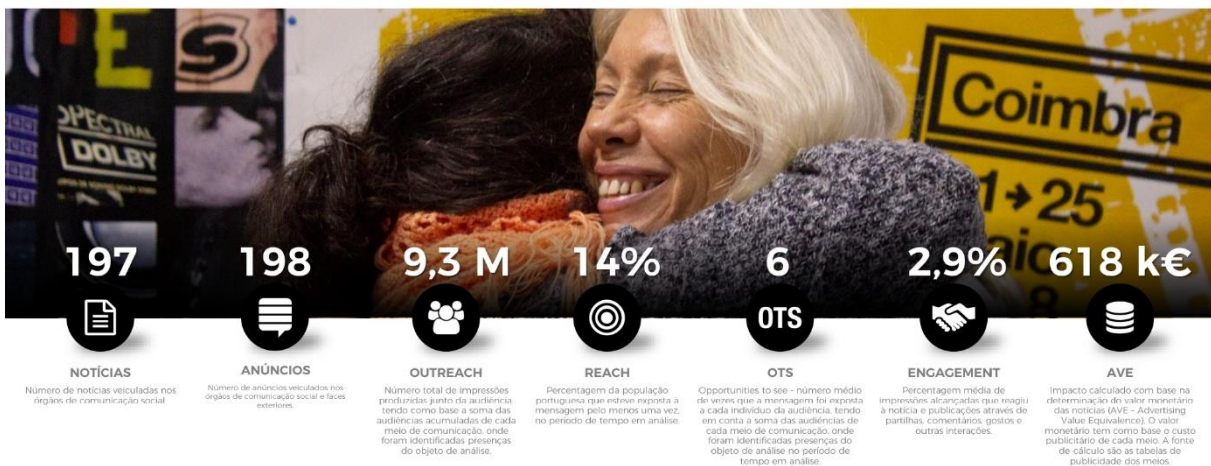 E S
SPECTRAL
DOLBY
Coimbra
1→25
197
198
9,3 M
14%
6
2,9%
618 k€
OTS
NOTÍCIAS
Número de notícias veiculadas nos
órgãos de comunicação social
ANÚNCIOS
Número de anúncios veiculados nos
órgãos de comunicação social e faces
exteriores.
OUTREACH
Número total de impressões
produzidas junto da audiência,
tendo como base a soma das
audiências acumuladas de cada
meio de comunicação, onde
foram identificadas presenças
do objeto de análise.
REACH
Percentagem da população
portuguesa que esteve exposta à
mensagem pelo menos uma vez,
no período de tempo em análise.
OTS
Opportunities to see - número médio
de vezes que a mensagem foi exposta
a cada indivíduo da audiência, tendo
em conta a soma das audiências de
cada meio de comunicação, onde
foram identificadas presenças do
objeto de análise no período de
tempo em análise.
ENGAGEMENT
Percentagem média de
impressões alcançadas que reagiu
à notícia e publicações através de
partilhas, comentários, gostos e
outras interações.
AVE
Impacto calculado com base na
determinação do valor monetário
das notícias (AVE – Advertising
Value Equivalence). O valor
monetário tem como base o custo
publicitário de cada meio. A fonte
de cálculo são as tabelas de
publicidade dos meios.